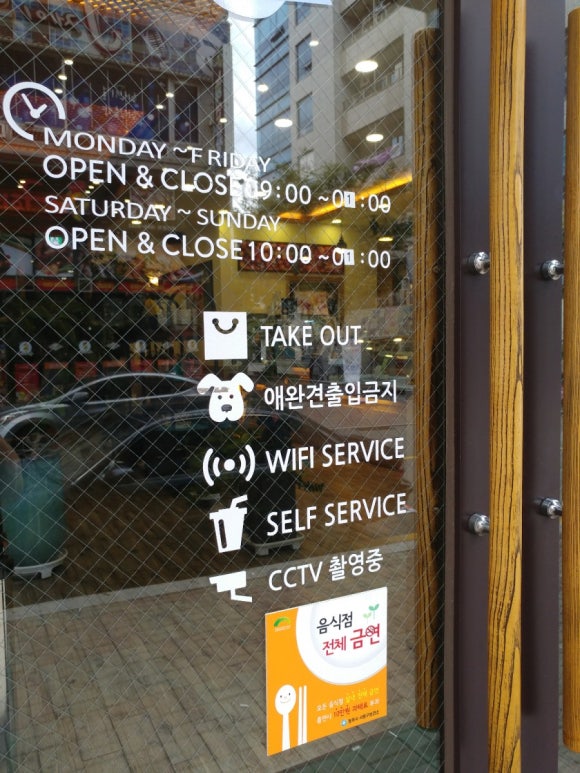 MONDAY ~ FRIDAY
OPEN & CLOSE 09:00 ~ 01:00
SATURDAY ~ SUNDAY
OPEN & CLOSE 10:00 ~ 01:00
TAKE OUT
애완견출입금지
WIFI SERVICE
SELF SERVICE
CCTV 촬영중
음식점
전체 금연